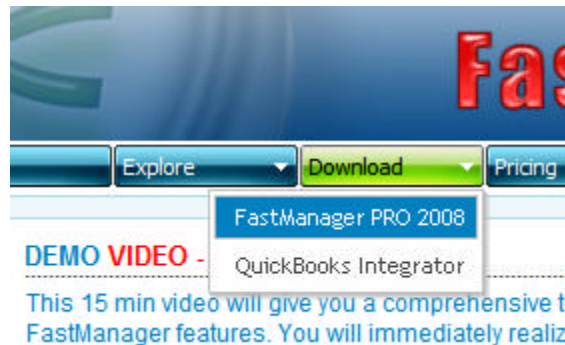 Fas
Explore Download Pricing
FastManager PRO 2008
DEMO VIDEO -
QuickBooks Integrator
This 15 min video will give you a comprehensive t
FastManager features. You will immediately realiz